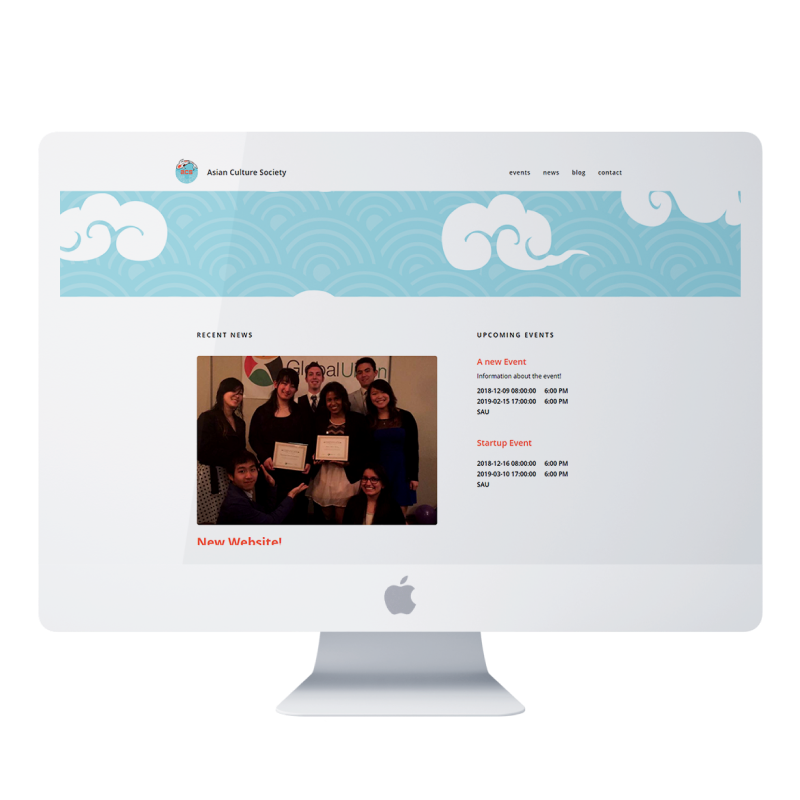 Asian Culture Society
events news blog contact
RECENT NEWS
New Website!
UPCOMING EVENTS
A new Event
Information about the event!
2018-12-09 08:00:00 6:00 PM
2019-02-15 17:00:00 6:00 PM
SAU
Startup Event
2018-12-16 08:00:00 6:00 PM
2019-03-10 17:00:00 6:00 PM
SAU